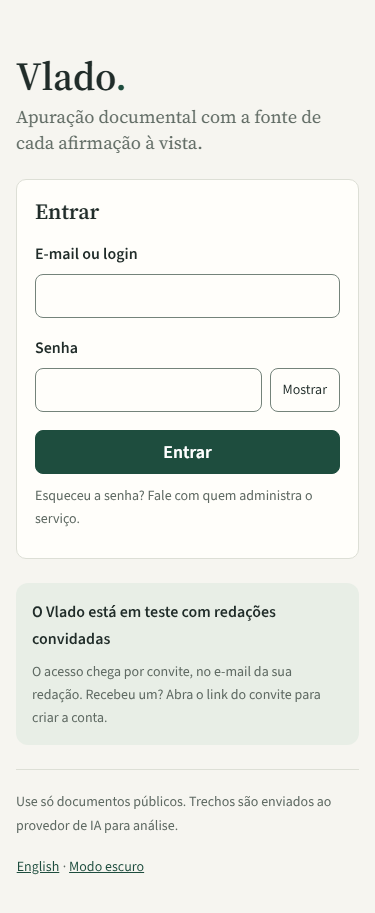 Vlado.
Apuração documental com a fonte de
cada afirmação à vista.
Entrar
E-mail ou login
Senha
Mostrar
Entrar
Esqueceu a senha? Fale com quem administra o
serviço.
O Vlado está em teste com redações
convidadas
O acesso chega por convite, no e-mail da sua
redação. Recebeu um? Abra o link do convite para
criar a conta.
Use só documentos públicos. Trechos são enviados ao
provedor de IA para análise.
English · Modo escuro